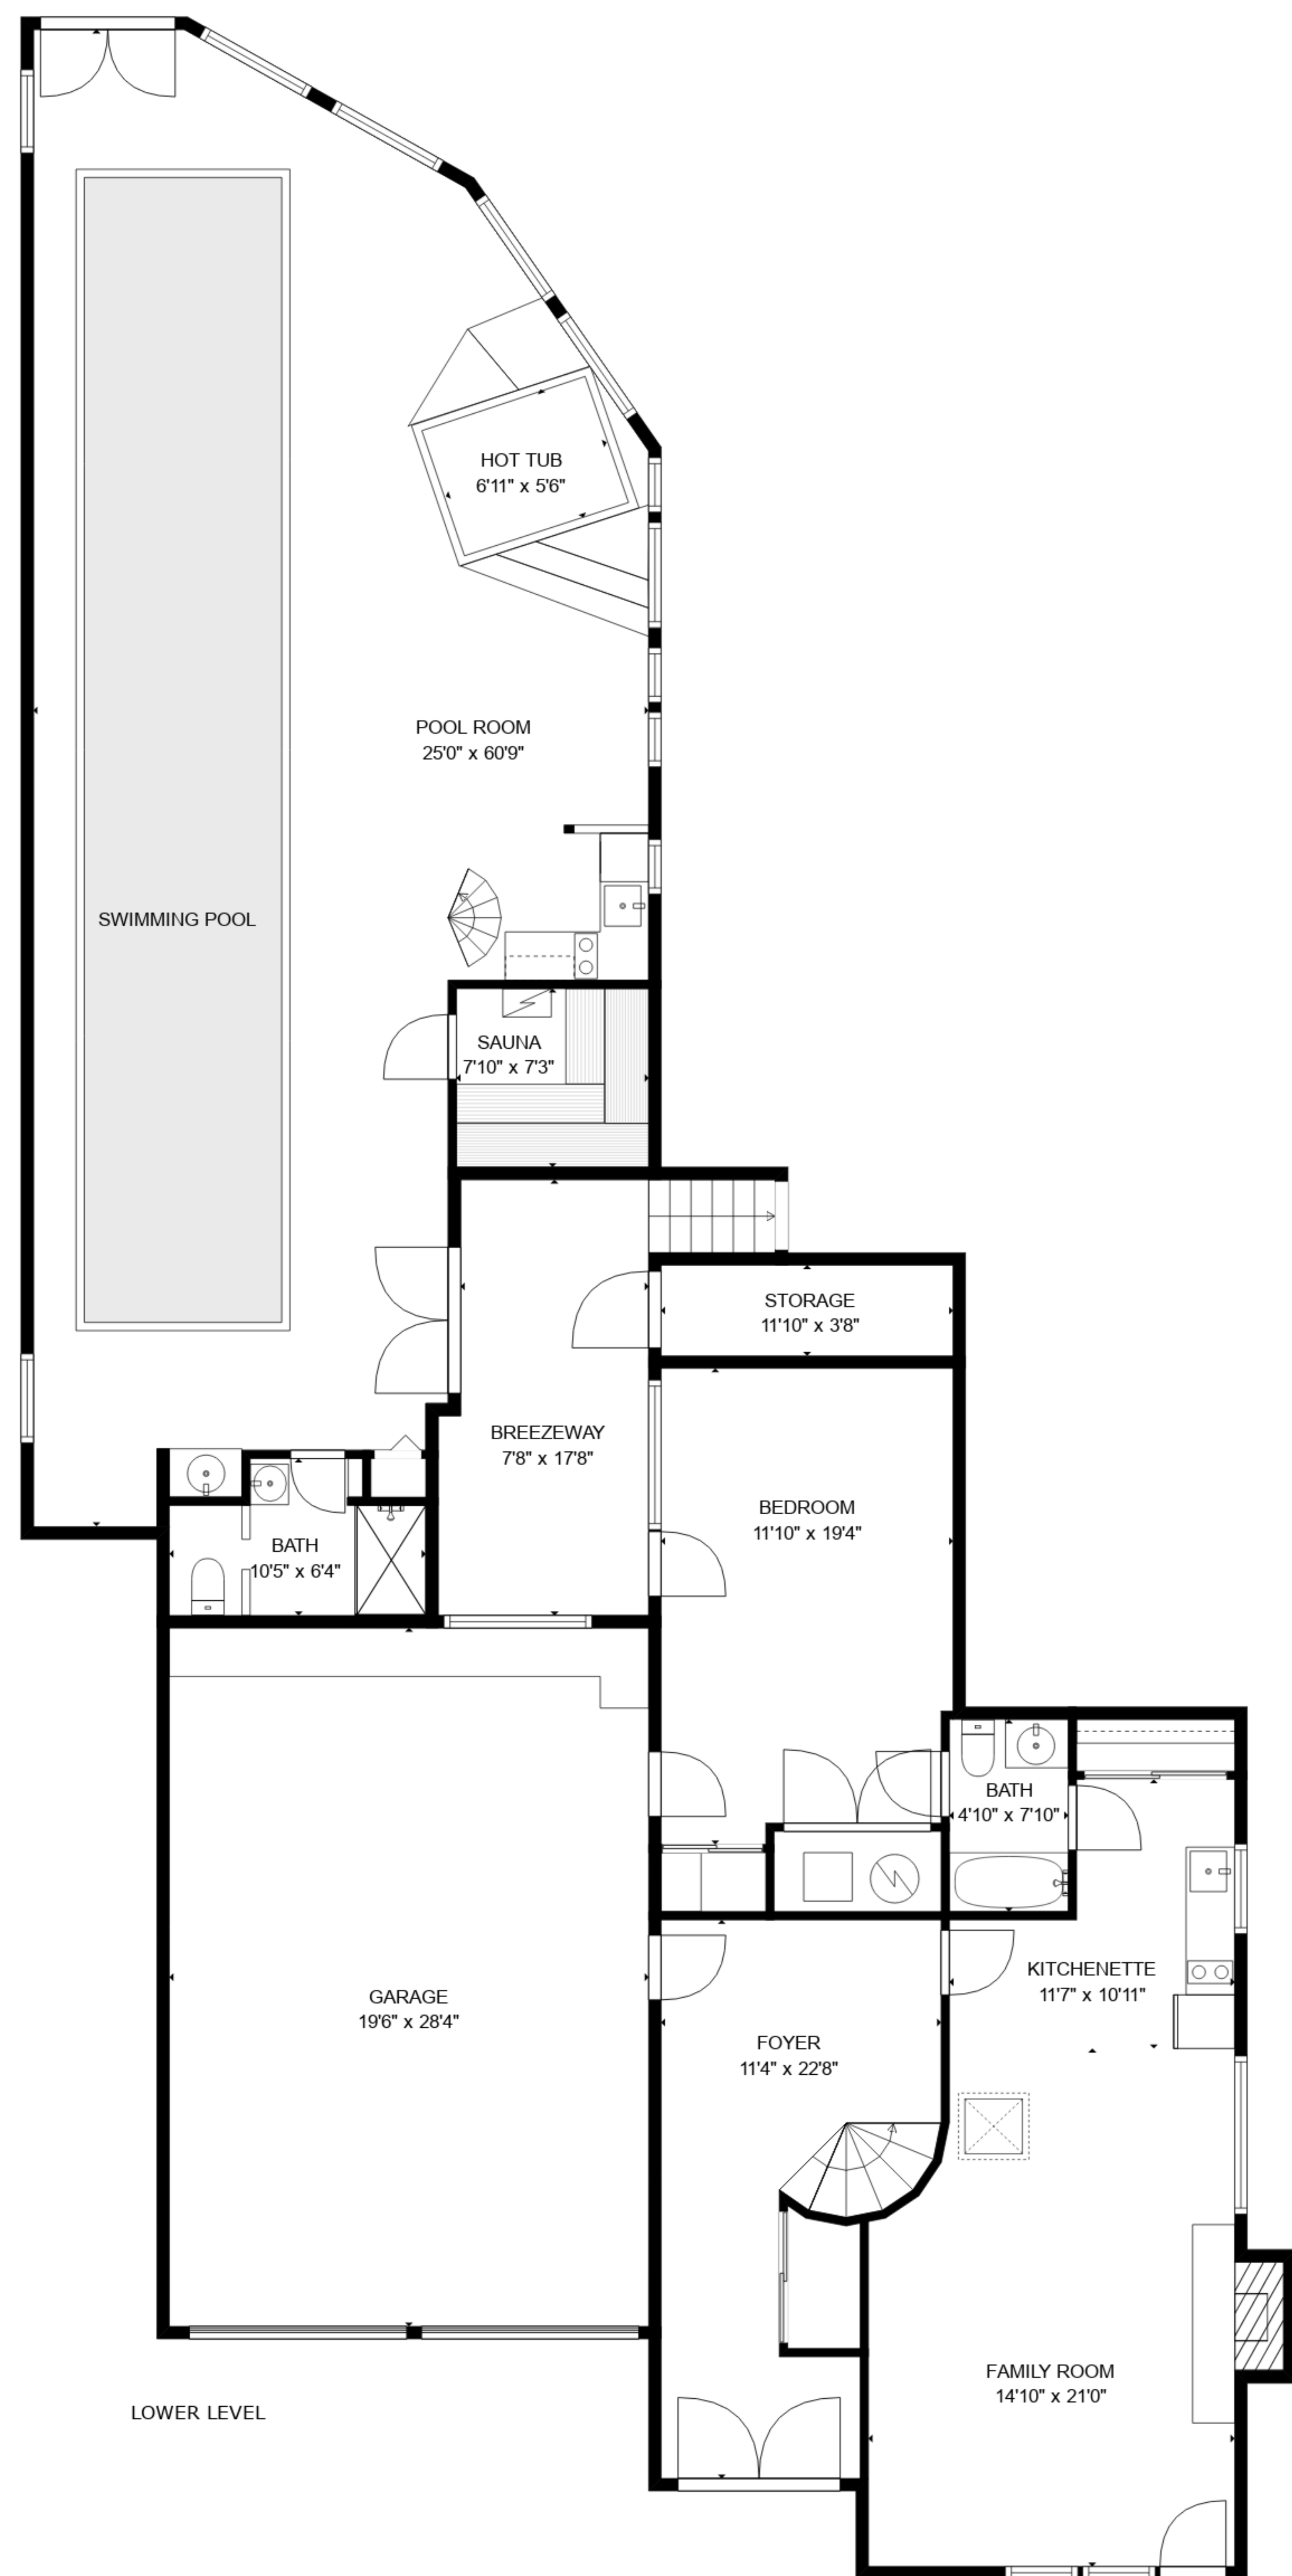 HOT TUB
6'11" x 5'6"
POOL ROOM
25'0" x 60'9"
SWIMMING POOL
SAUNA
7'10" x 7'3"
STORAGE
11'10" x 3'8"
BREEZEWAY
7'8" x 17'8"
BEDROOM
11'10" x 19'4"
BATH
10'5" x 6'4"
BATH
4'10" x 7'10"
KITCHENETTE
11'7" x 10'11"
GARAGE
19'6" x 28'4"
FOYER
11'4" x 22'8"
FAMILY ROOM
14'10" x 21'0"
LOWER LEVEL